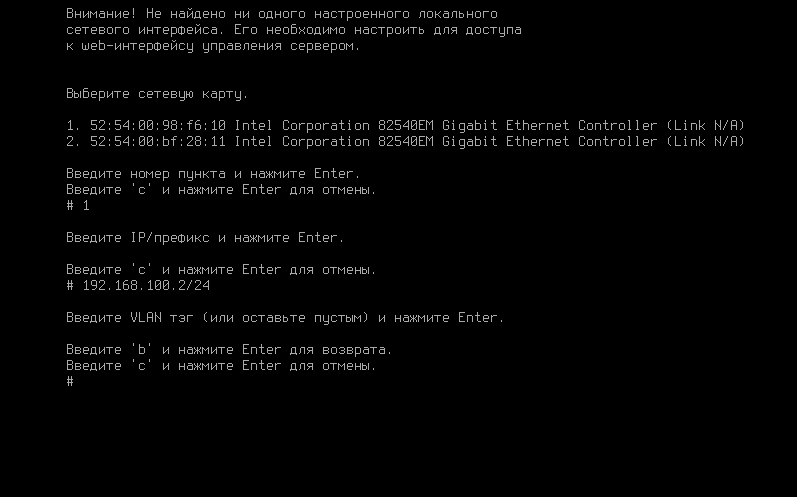 Внимание! Не найдено ни одного настроенного локального
сетевого интерфейса. Его необходимо настроить для доступа
к web-интерфейсу управления сервером.
Выберите сетевую карту.
1. 52:54:00:98:f6:10 Intel Corporation 82540EM Gigabit Ethernet Controller (Link N/A)
2. 52:54:00:bf:28:11 Intel Corporation 82540EM Gigabit Ethernet Controller (Link N/A)
Введите номер пункта и нажмите Enter.
Введите 'c' и нажмите Enter для отмены.
# 1
Введите IP/префикс и нажмите Enter.
Введите 'c' и нажмите Enter для отмены.
# 192.168.100.2/24
Введите VLAN тэг (или оставьте пустым) и нажмите Enter.
Введите 'b' и нажмите Enter для возврата.
Введите 'c' и нажмите Enter для отмены.
#